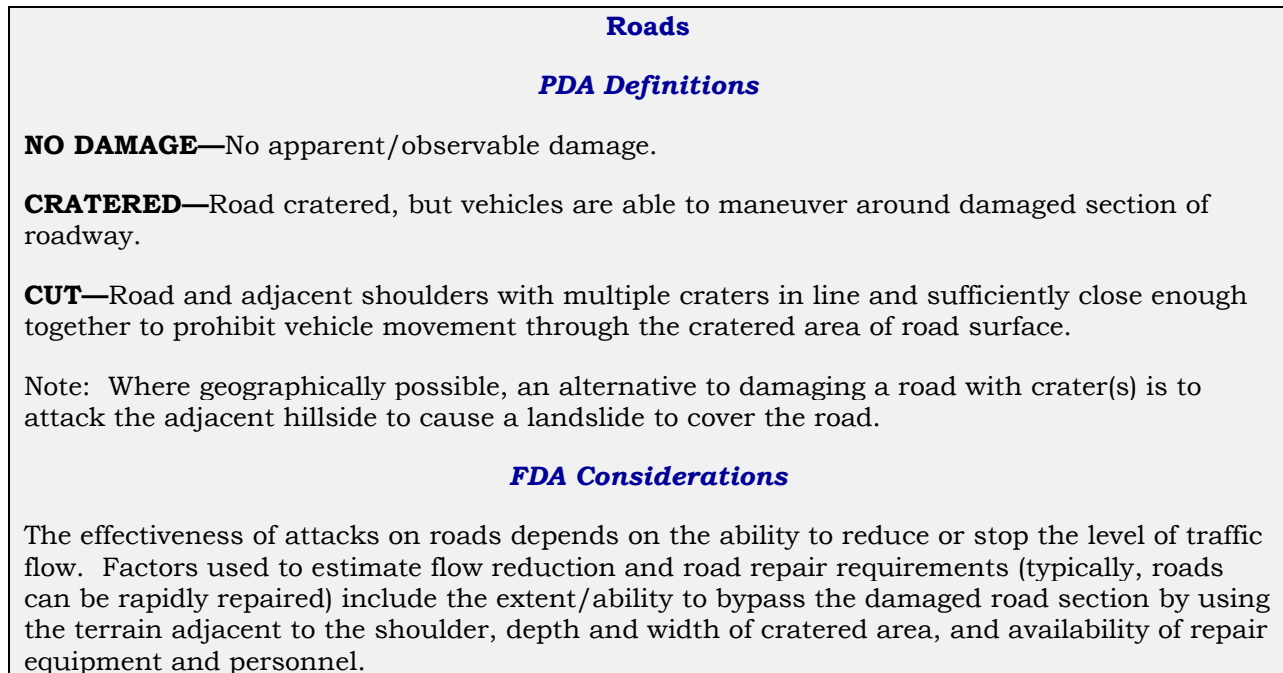 Roads
PDA Definitions
NO DAMAGE—No apparent/observable damage.
CRATERED—Road cratered, but vehicles are able to maneuver around damaged section of
roadway.
CUT—Road and adjacent shoulders with multiple craters in line and sufficiently close enough
together to prohibit vehicle movement through the cratered area of road surface.
Note:  Where geographically possible, an alternative to damaging a road with crater(s) is to
attack the adjacent hillside to cause a landslide to cover the road.
FDA Considerations
The effectiveness of attacks on roads depends on the ability to reduce or stop the level of traffic
flow.  Factors used to estimate flow reduction and road repair requirements (typically, roads
can be rapidly repaired) include the extent/ability to bypass the damaged road section by using
the terrain adjacent to the shoulder, depth and width of cratered area, and availability of repair
equipment and personnel.